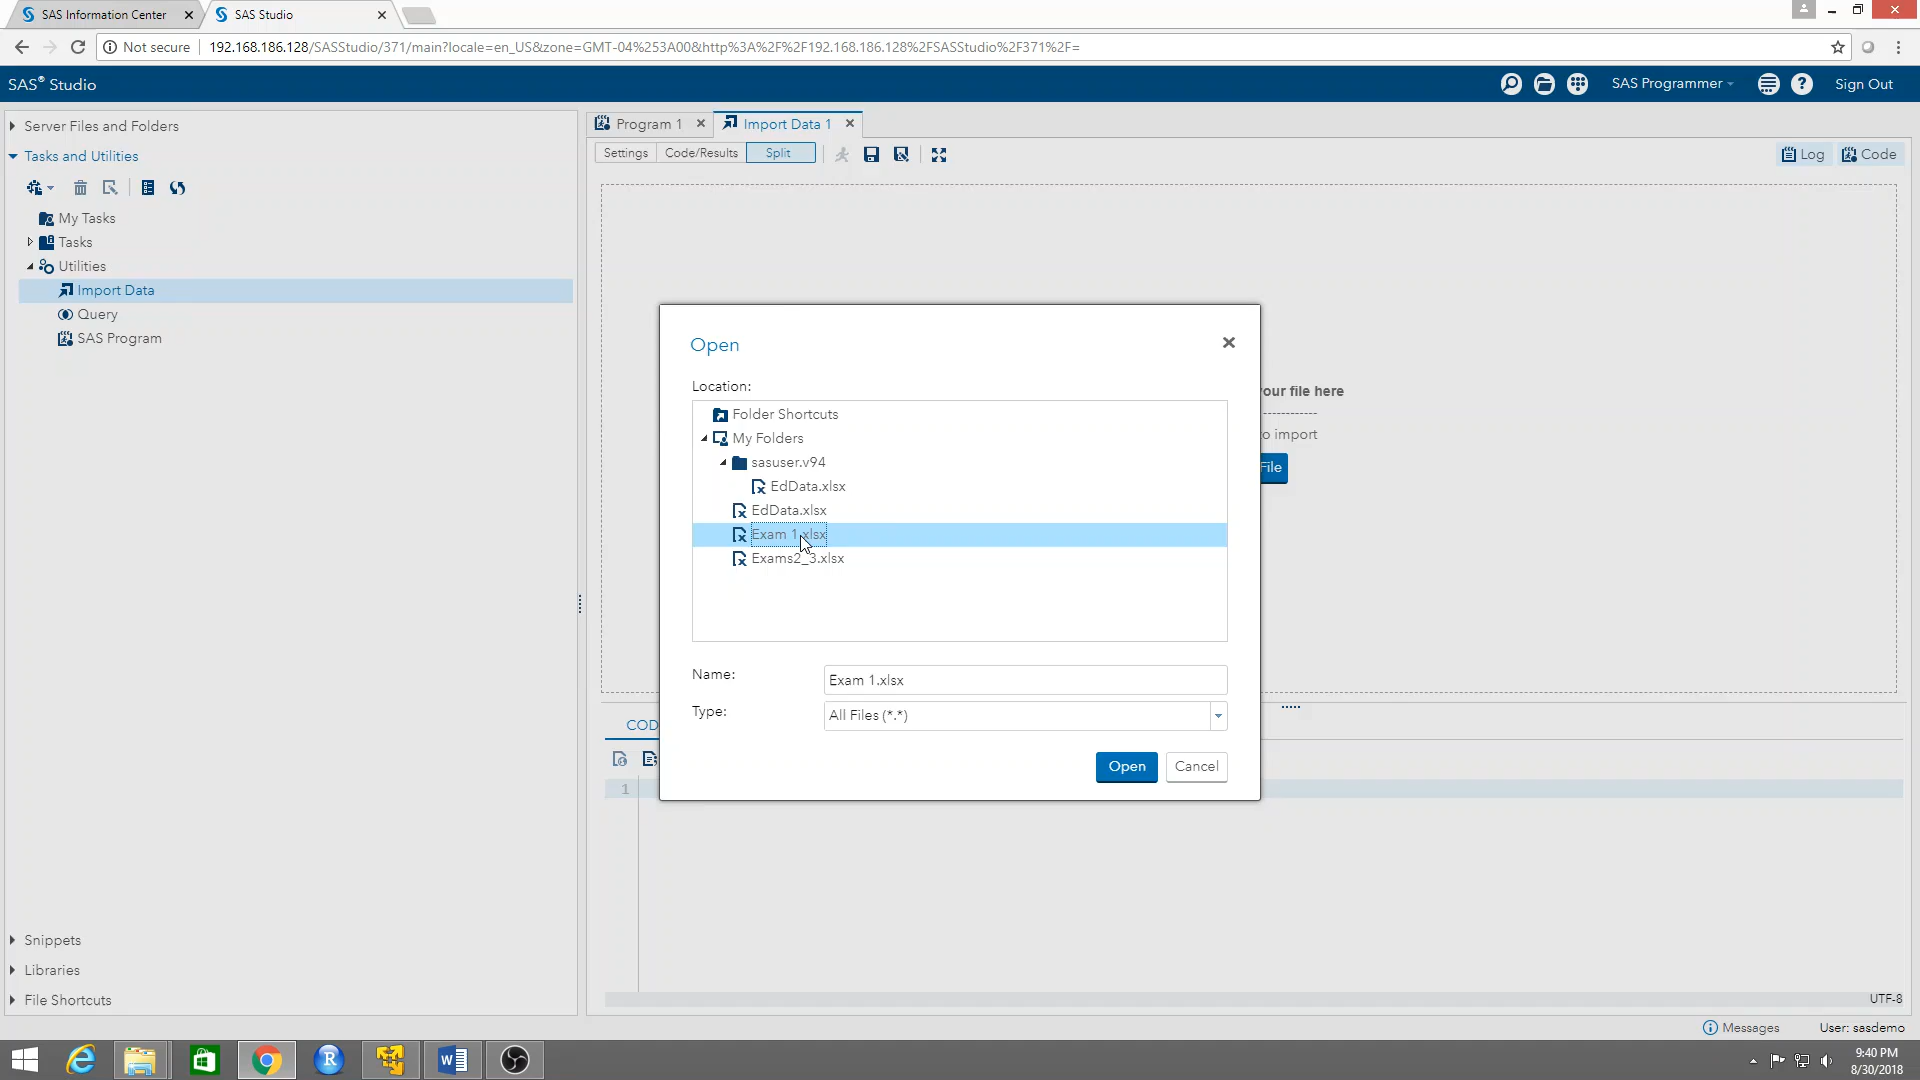 SAS Information Center
SAS Studio
Not secure
192.168.186.128/SASStudio/371/main?locale=en_US&zone=GMT-04%253A00&http%3A%2F%2F192.168.186.128%2FSASStudio%2F371%2F=
SAS® Studio
SAS Programmer
Sign Out
Server Files and Folders
Tasks and Utilities
My Tasks
Tasks
Utilities
Import Data
Query
SAS Program
Snippets
Libraries
File Shortcuts
Program 1
Import Data 1
Settings
Code/Results
Split
Log
Code
our file here
o import
File
Open
Location:
Folder Shortcuts
My Folders
sasuser.v94
EdData.xlsx
EdData.xlsx
Exam 1.xlsx
Exams2_3.xlsx
Name:
Exam 1.xlsx
Type:
All Files (*.*)
Open
Cancel
COD
1
UTF-8
Messages
User: sasdemo
9:40 PM
8/30/2018